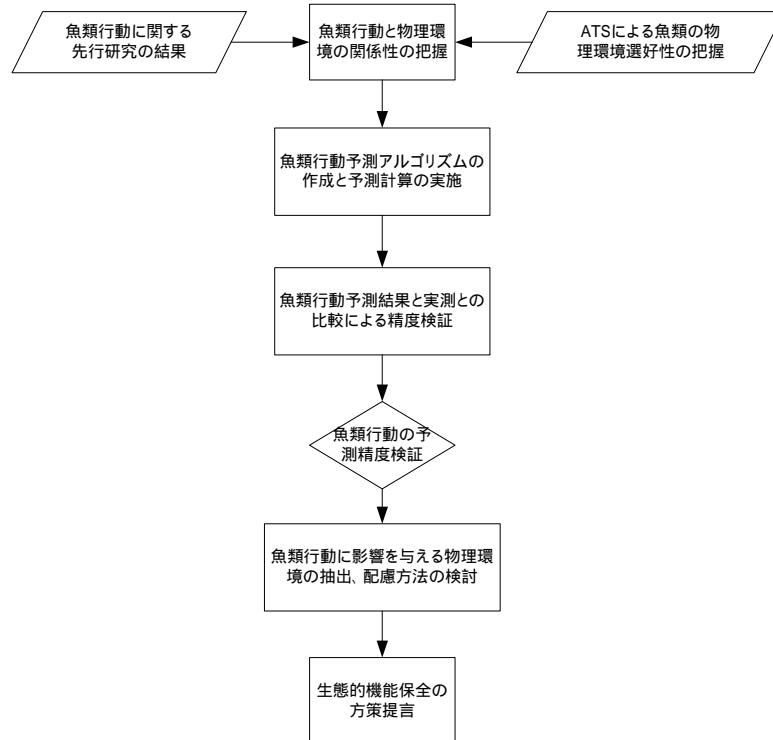 魚類行動に関する
先行研究の結果
魚類行動と物理環
境の関係性の把握
ATSによる魚類の物
理環境選好性の把握
魚類行動予測アルゴリズムの
作成と予測計算の実施
魚類行動予測結果と実測との
比較による精度検証
魚類行動の予
測精度検証
魚類行動に影響を与える物理環
境の抽出、配慮方法の検討
生態的機能保全の
方策提言